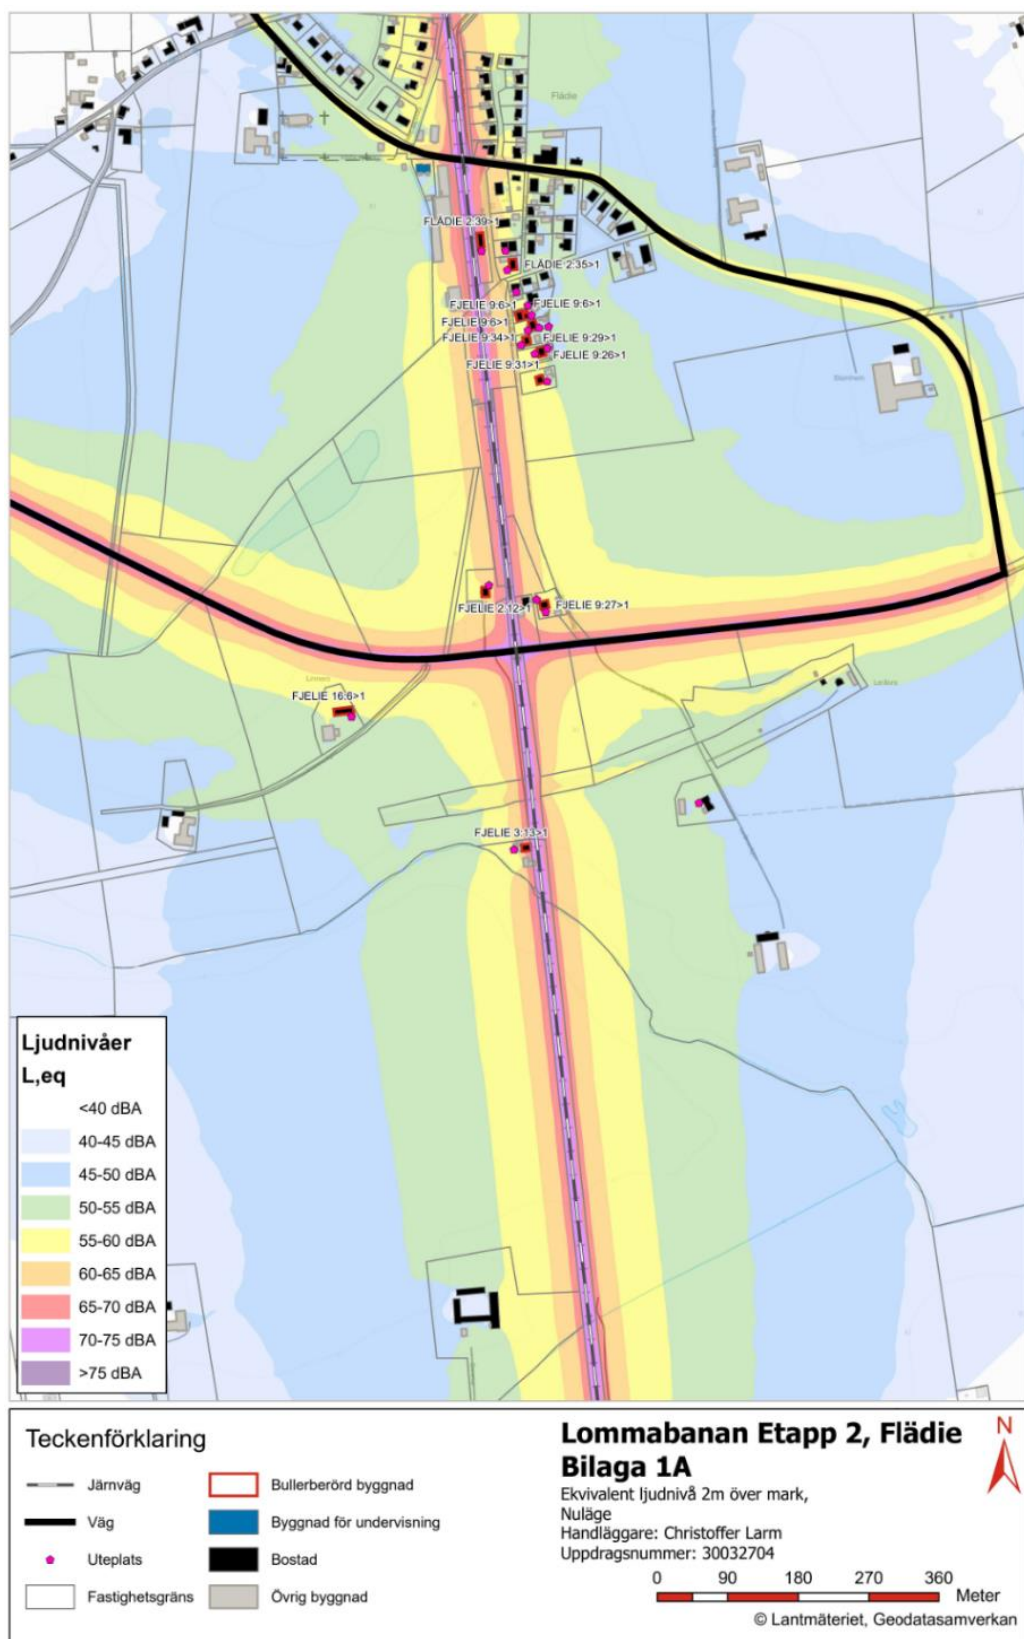 Flädie
FLÄDIE 2:39>1
FLÄDIE 2:35>1
FJELIE 9:6>1
FJELIE 9:6>1
FJELIE 9:6>1
FJELIE 9:34>1
FJELIE 9:29>1
FJELIE 9:26>1
FJELIE 9:31>1
FJELIE 2:12>1
FJELIE 9:27>1
FJELIE 16:6>1
FJELIE 3:13>1
Ljudnivåer
L,eq
<40 dBA
40-45 dBA
45-50 dBA
50-55 dBA
55-60 dBA
60-65 dBA
65-70 dBA
70-75 dBA
>75 dBA
Teckenförklaring
Järnväg
Väg
Uteplats
Fastighetsgräns
Bullerberörd byggnad
Byggnad för undervisning
Bostad
Övrig byggnad
Lommabanan Etapp 2, Flädie
Bilaga 1A
Ekvivalent ljudnivå 2m över mark,
Nuläge
Handläggare: Christoffer Larm
Uppdragsnummer: 30032704
N
0 90 180 270 360
Meter
© Lantmäteriet, Geodatasamverkan